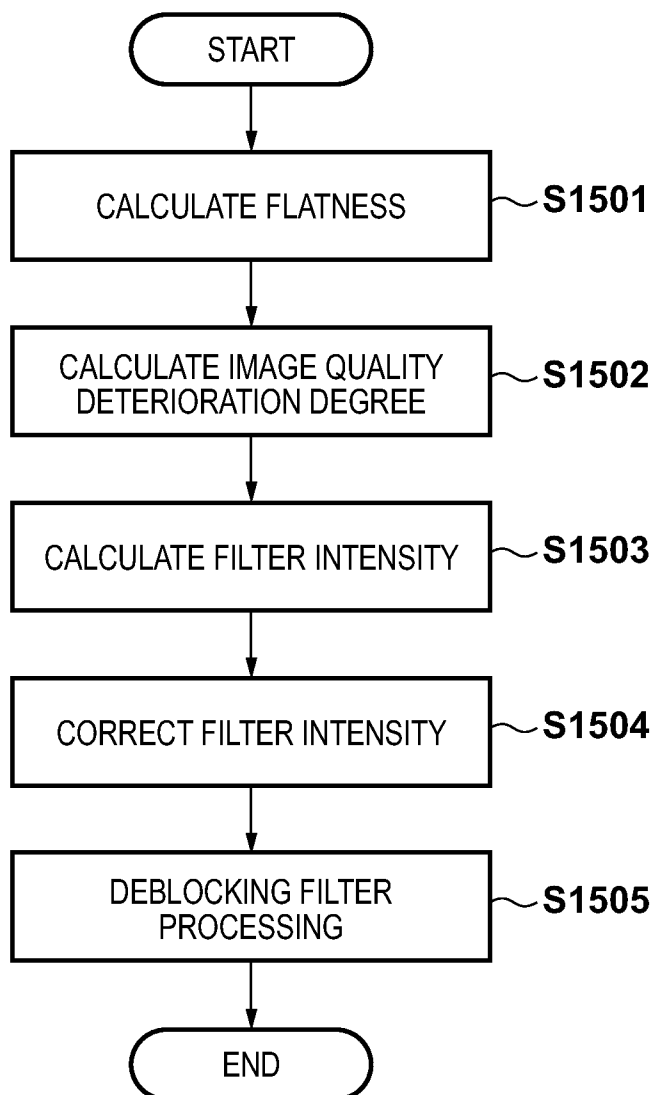 START
CALCULATE FLATNESS
S1501
CALCULATE IMAGE QUALITY
DETERIORATION DEGREE
S1502
CALCULATE FILTER INTENSITY
S1503
CORRECT FILTER INTENSITY
S1504
DEBLOCKING FILTER
PROCESSING
S1505
END